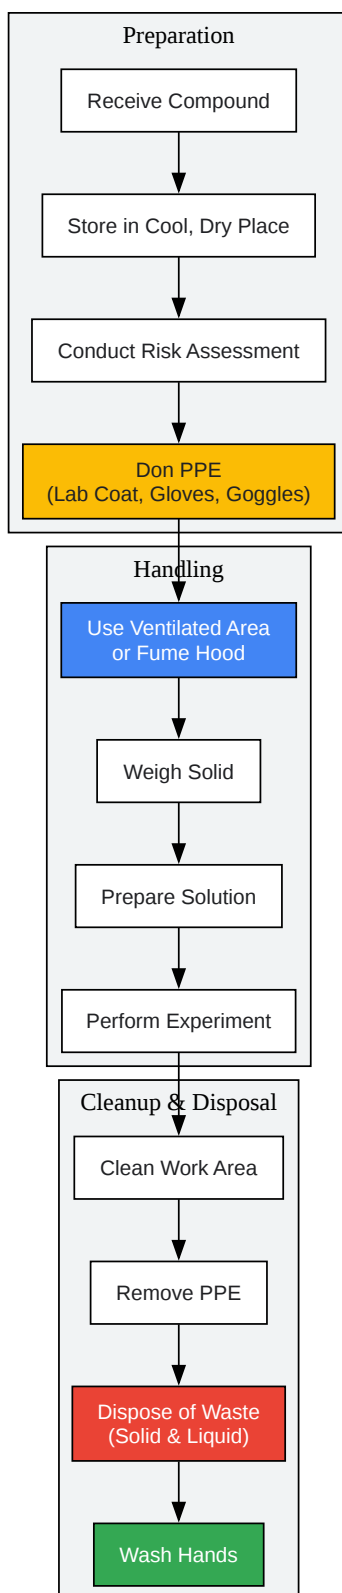 Preparation
Receive Compound
Store in Cool, Dry Place
Conduct Risk Assessment
Don PPE
(Lab Coat, Gloves, Goggles)
Handling
Use Ventilated Area
or Fume Hood
Weigh Solid
Prepare Solution
Perform Experiment
Cleanup & Disposal
Clean Work Area
Remove PPE
Dispose of Waste
(Solid & Liquid)
Wash Hands